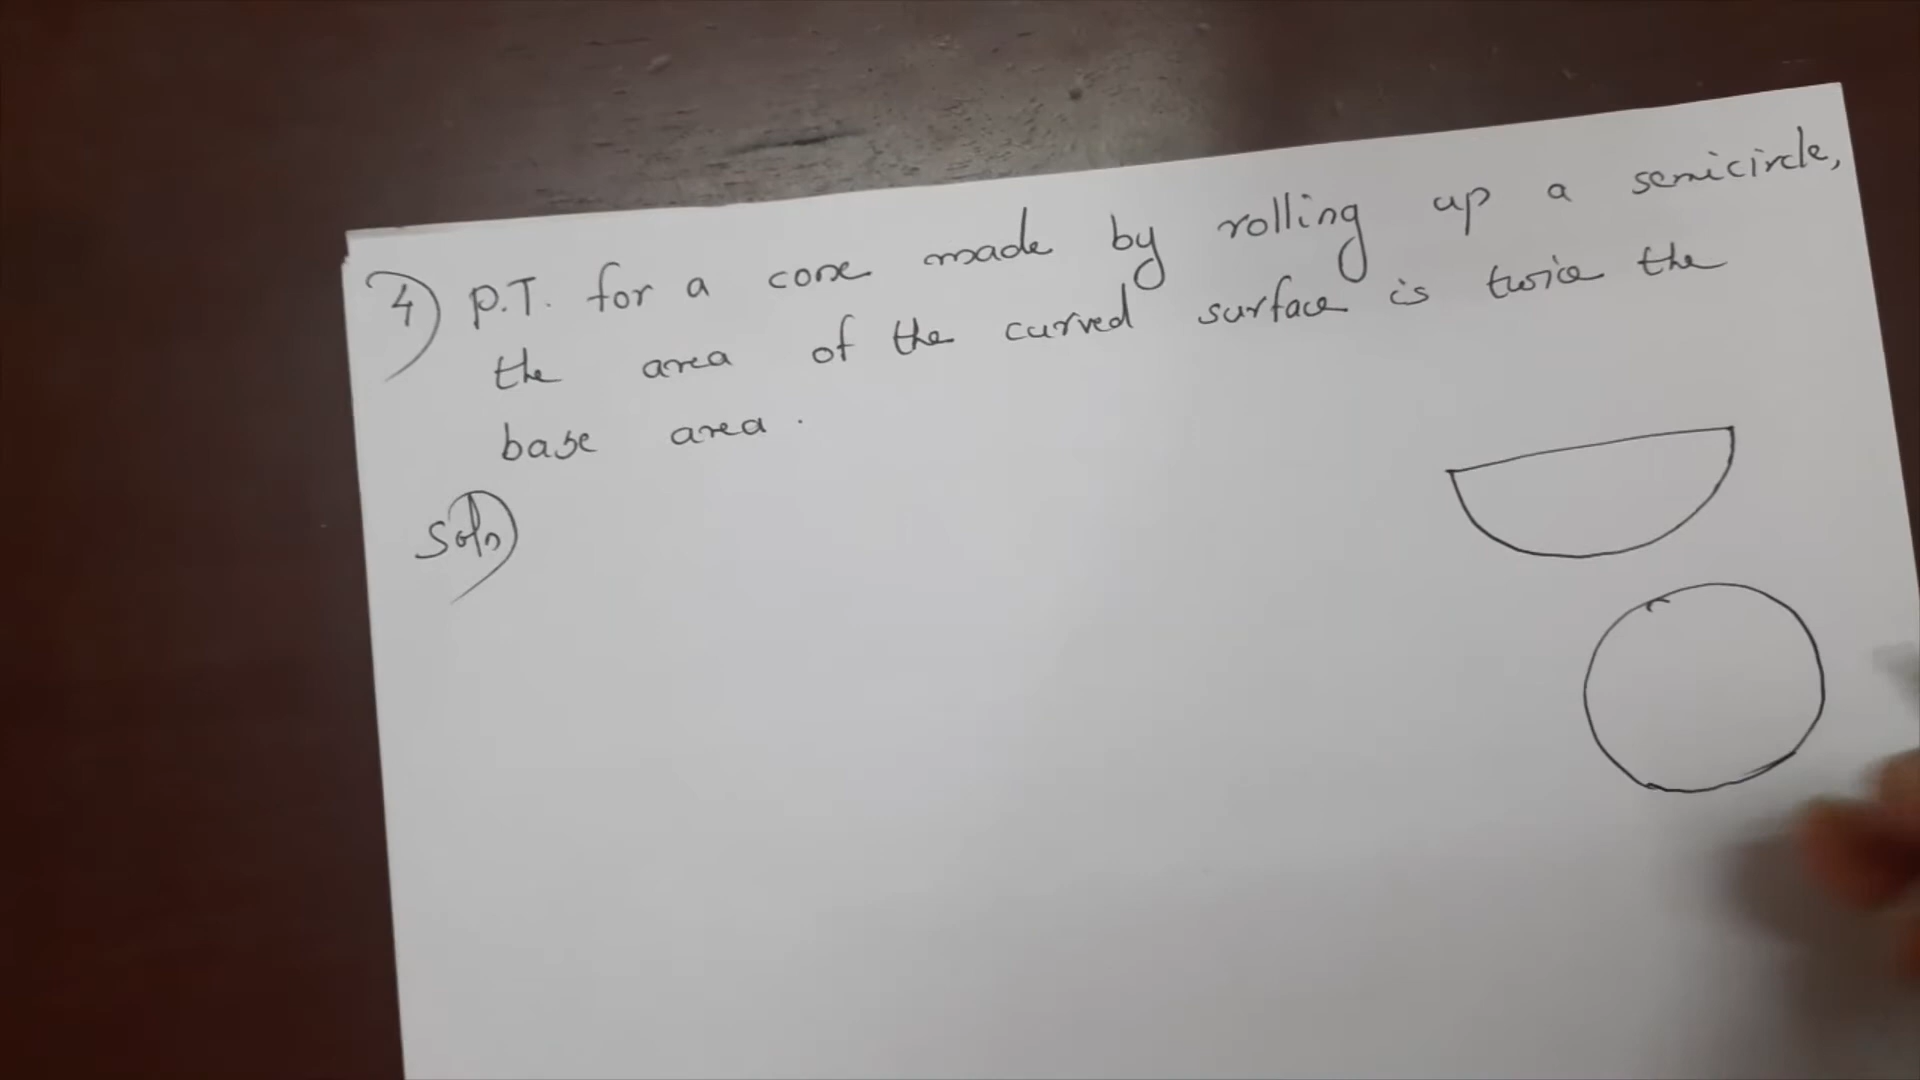 4) P.T. for a cone made by rolling up a semicircle,
the area of the curved surface is twice the
base area.
Soln)